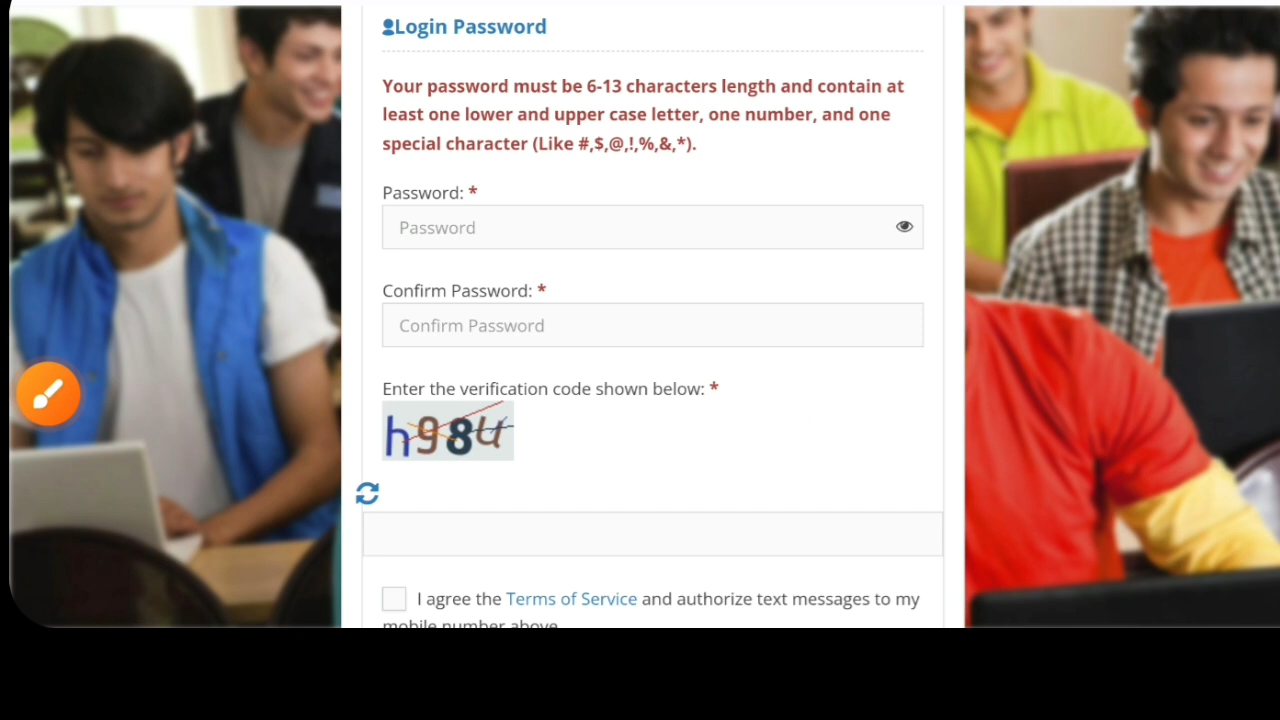 Login Password
Your password must be 6-13 characters length and contain at
least one lower and upper case letter, one number, and one
special character (Like #,$,@,!,%,&,*).
Password: *
Password
Confirm Password: *
Confirm Password
Enter the verification code shown below: *
h984
I agree the Terms of Service and authorize text messages to my
mobile number above